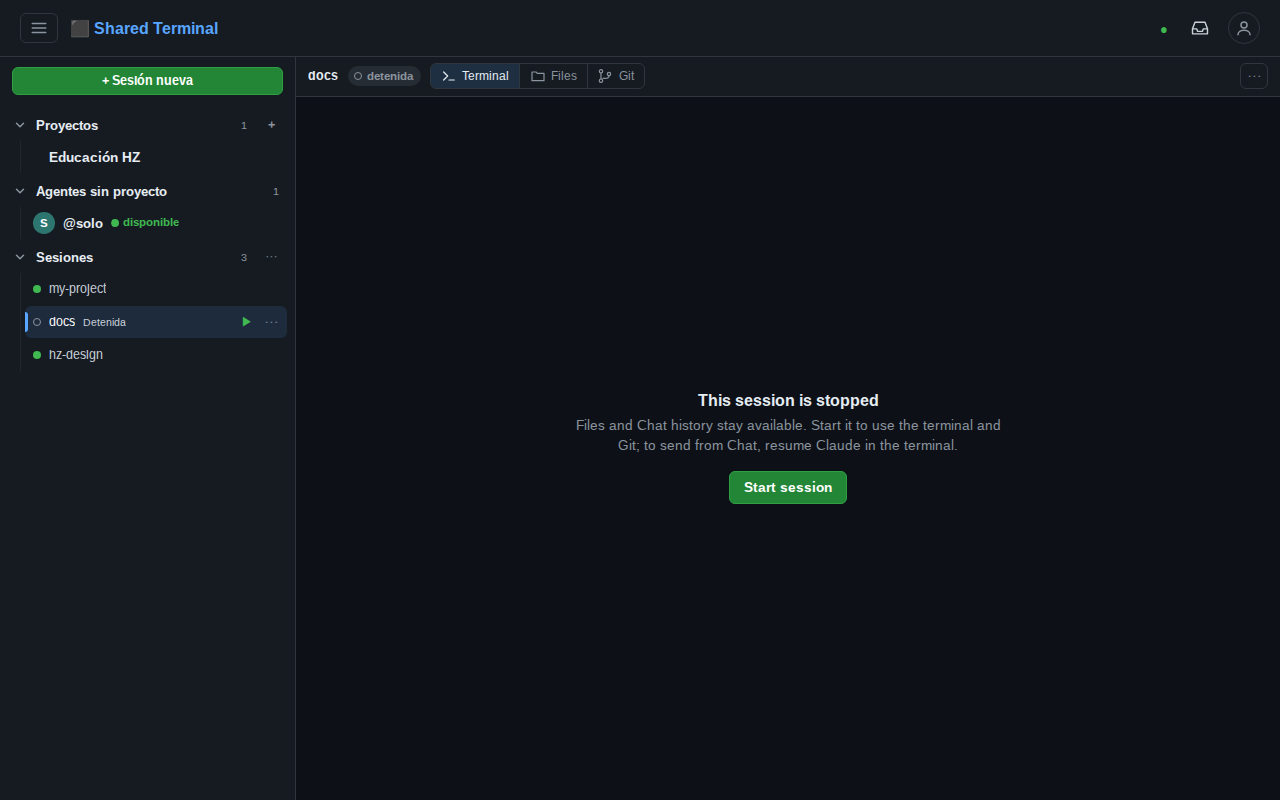 Shared Terminal
+ Sesión nueva
Proyectos 1 +
Educación HZ
Agentes sin proyecto 1
S @solo disponible
Sesiones 3 ...
my-project
docs Detenida ...
hz-design
docs detenida Terminal Files Git ...
This session is stopped
Files and Chat history stay available. Start it to use the terminal and
Git; to send from Chat, resume Claude in the terminal.
Start session